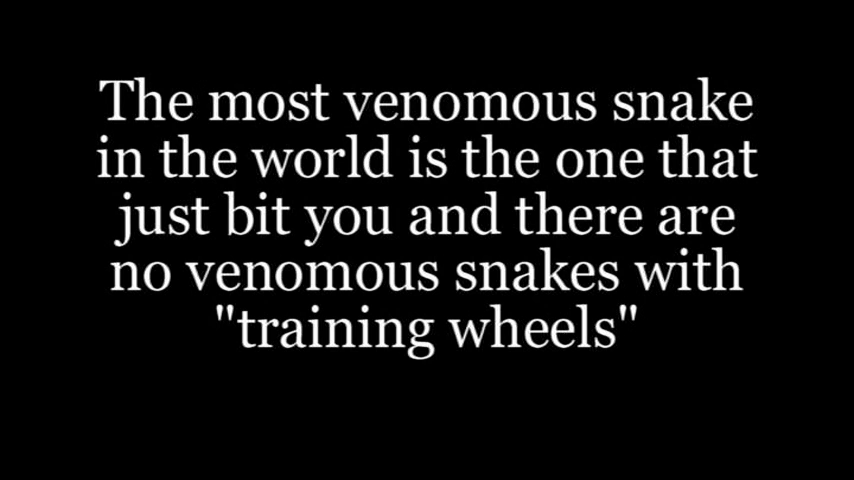 The most venomous snake
in the world is the one that
just bit you and there are
no venomous snakes with
"training wheels"